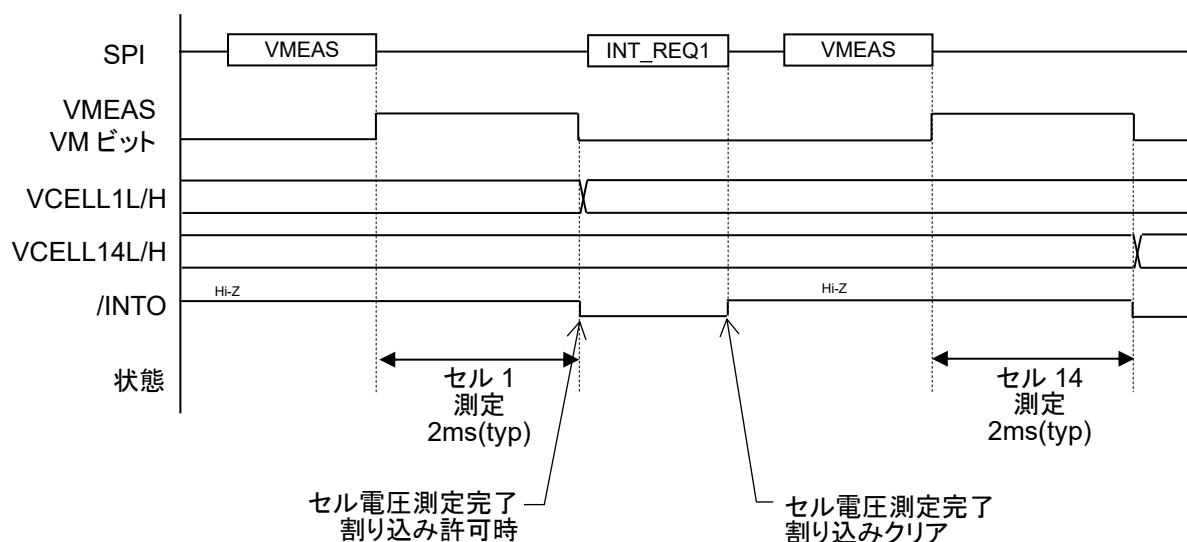 SPI
VMEAS
INT_REQ1
VMEAS
VMEAS
VM ビット
VCELL1L/H
VCELL14L/H
/INTO
Hi-Z
Hi-Z
状態
セル 1
測定
2ms(typ)
セル 14
測定
2ms(typ)
セル電圧測定完了
割り込み許可時
セル電圧測定完了
割り込みクリア